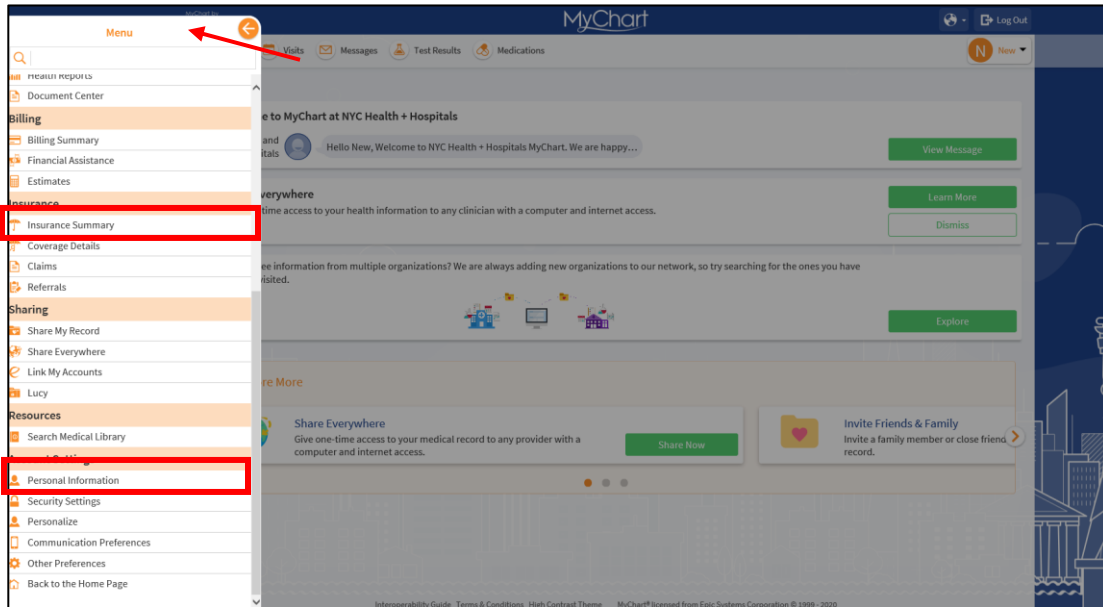 MyChart by
MyChart
Log Out
Menu
Visits
Messages
Test Results
Medications
N
New
Health Reports
Document Center
Billing
Billing Summary
Financial Assistance
Estimates
Insurance
Insurance Summary
Coverage Details
Claims
Referrals
Sharing
Share My Record
Share Everywhere
Link My Accounts
Lucy
Resources
Search Medical Library
Personal Information
Security Settings
Personalize
Communication Preferences
Other Preferences
Back to the Home Page
e to MyChart at NYC Health + Hospitals
and
itals
Hello New, Welcome to NYC Health + Hospitals MyChart. We are happy...
View Message
verywhere
time access to your health information to any clinician with a computer and internet access.
Learn More
Dismiss
ee information from multiple organizations? We are always adding new organizations to our network, so try searching for the ones you have
visited.
Explore
re More
Share Everywhere
Give one-time access to your medical record to any provider with a
computer and internet access.
Share Now
Invite Friends & Family
Invite a family member or close friend
record.
Interoperability Guide Terms & Conditions High Contrast Theme MyChart® licensed from Epic Systems Corporation © 1999 - 2020